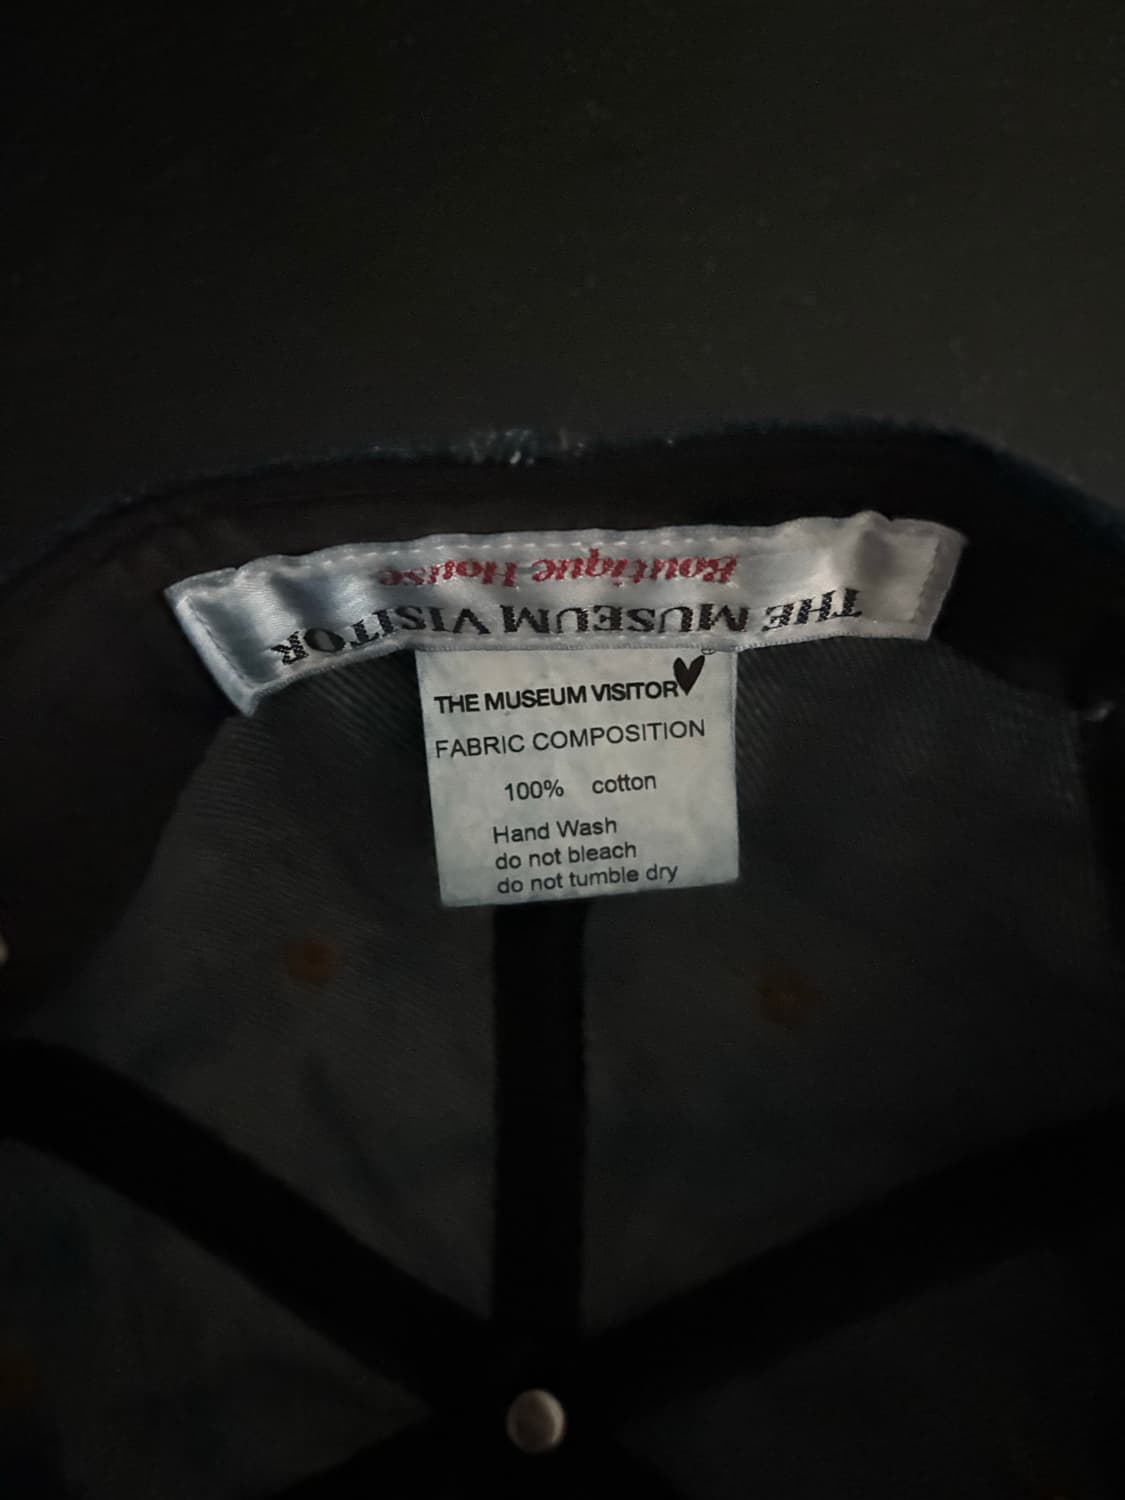 Boutique House
THE MUSEUM VISITOR
THE MUSEUM VISITOR
FABRIC COMPOSITION
100% cotton
Hand Wash
do not bleach
do not tumble dry